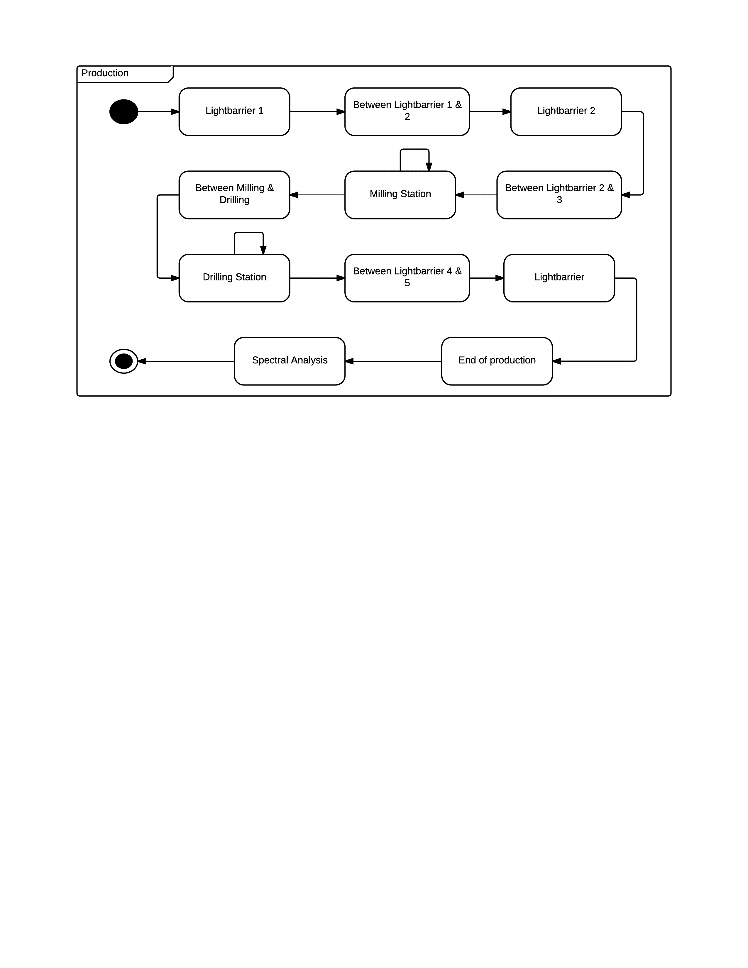 Production
Lightbarrier 1
Between Lightbarrier 1 &
2
Lightbarrier 2
Between Milling &
Drilling
Milling Station
Between Lightbarrier 2 &
3
Drilling Station
Between Lightbarrier 4 &
5
Lightbarrier
Spectral Analysis
End of production